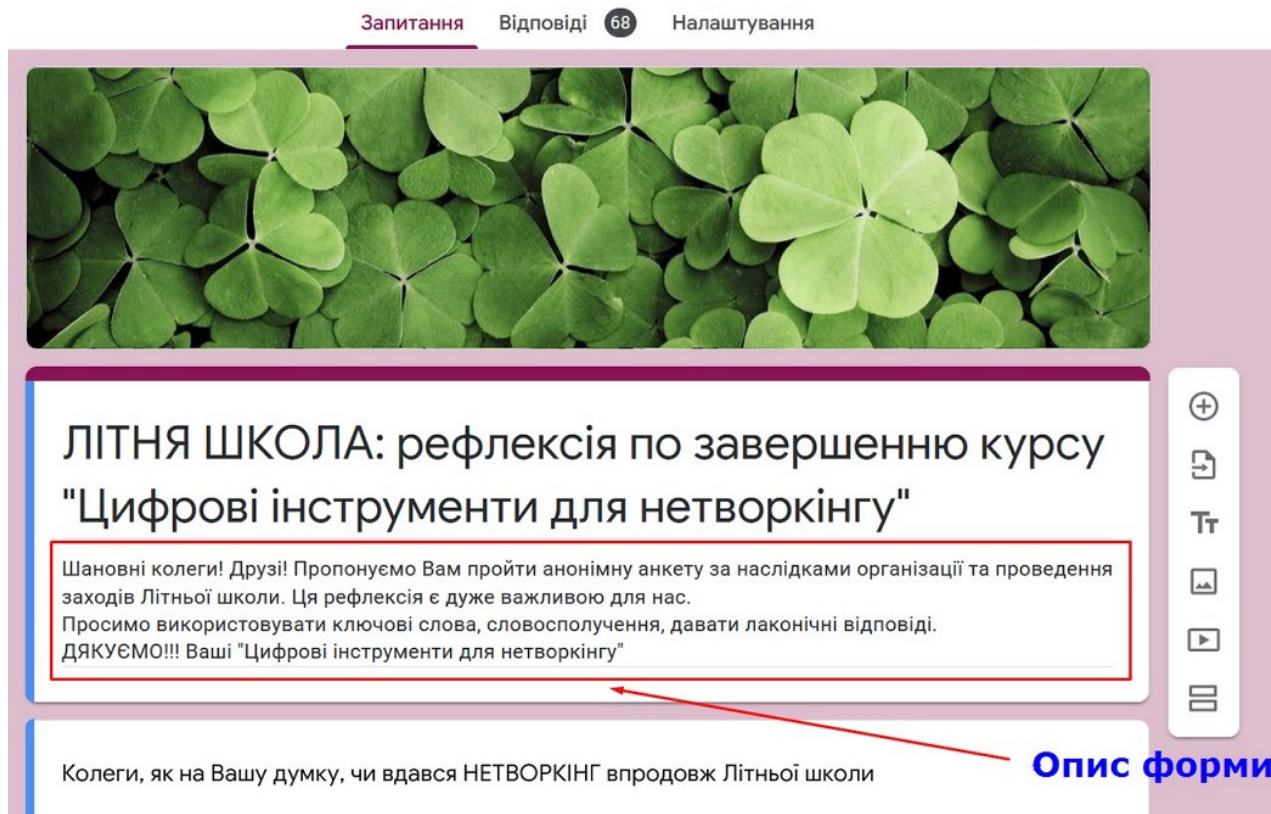 Запитання Відповіді 68 Налаштування
ЛІТНЯ ШКОЛА: рефлексія по завершенню курсу
"Цифрові інструменти для нетворкінгу"
Шановні колеги! Друзі! Пропонуємо Вам пройти анонімну анкету за наслідками організації та проведення
заходів Літньої школи. Ця рефлексія є дуже важливою для нас.
Просимо використовувати ключові слова, словосполучення, давати лаконічні відповіді.
ДЯКУЄМО!!! Ваші "Цифрові інструменти для нетворкінгу"
Колеги, як на Вашу думку, чи вдався НЕТВОРКІНГ впродовж Літньої школи
Опис форми